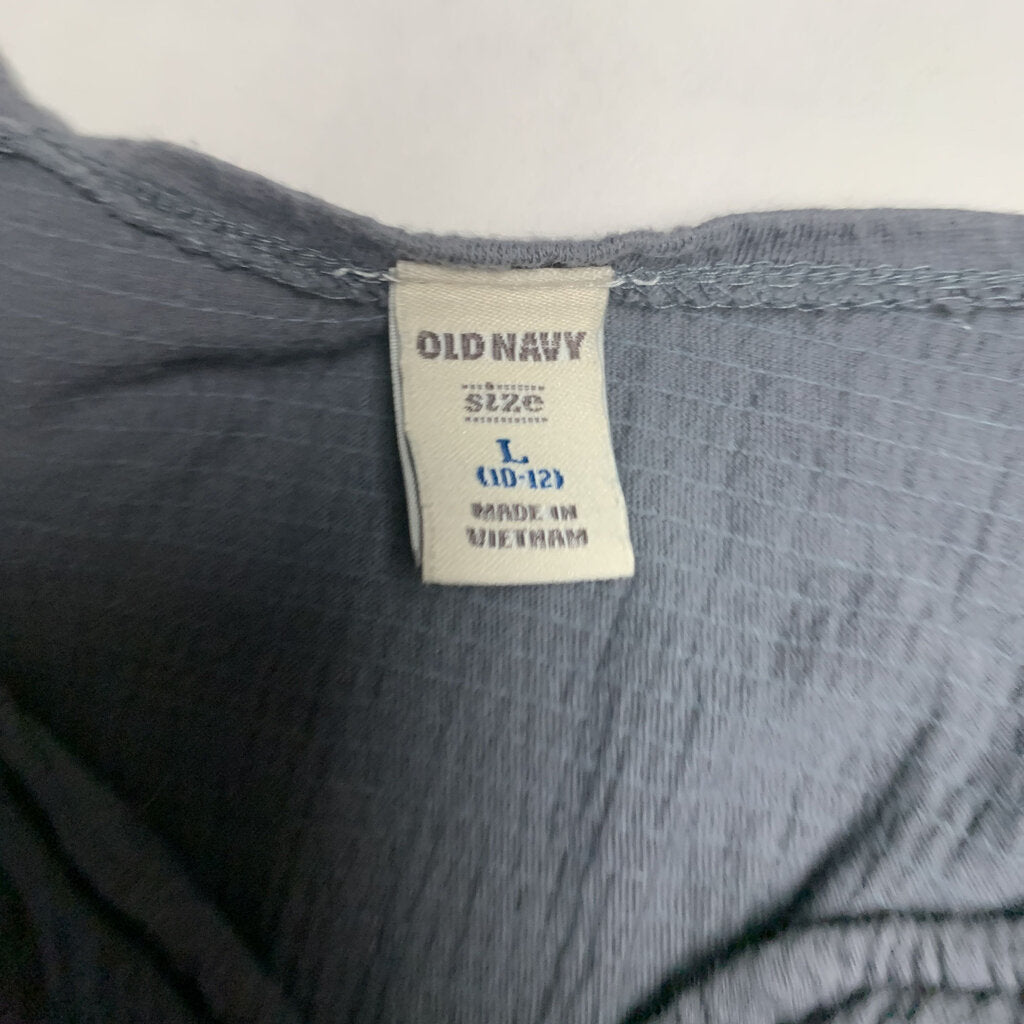 OLD NAVY
size
L
(10-12)
MADE IN
VIETNAM